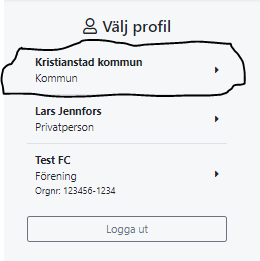 Välj profil
Kristianstad kommun
Kommun
Lars Jennfors
Privatperson
Test FC
Förening
Orgnr: 123456-1234
Logga ut